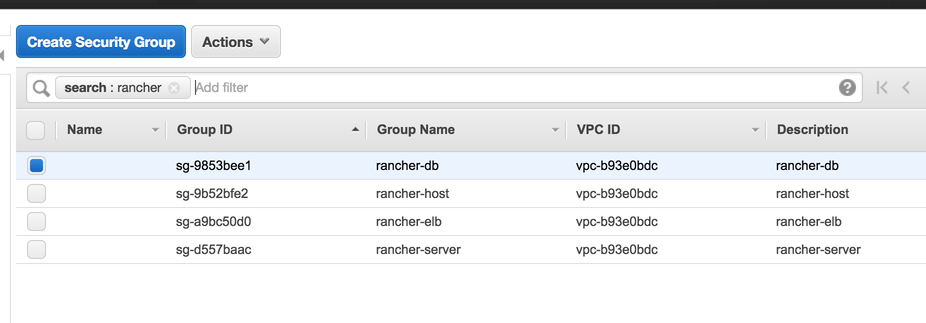 Create Security Group Actions
search : rancher Add filter
Name Group ID Group Name VPC ID Description
sg-9853bee1 rancher-db vpc-b93e0bdc rancher-db
sg-9b52bfe2 rancher-host vpc-b93e0bdc rancher-host
sg-a9bc50d0 rancher-elb vpc-b93e0bdc rancher-elb
sg-d557baac rancher-server vpc-b93e0bdc rancher-server